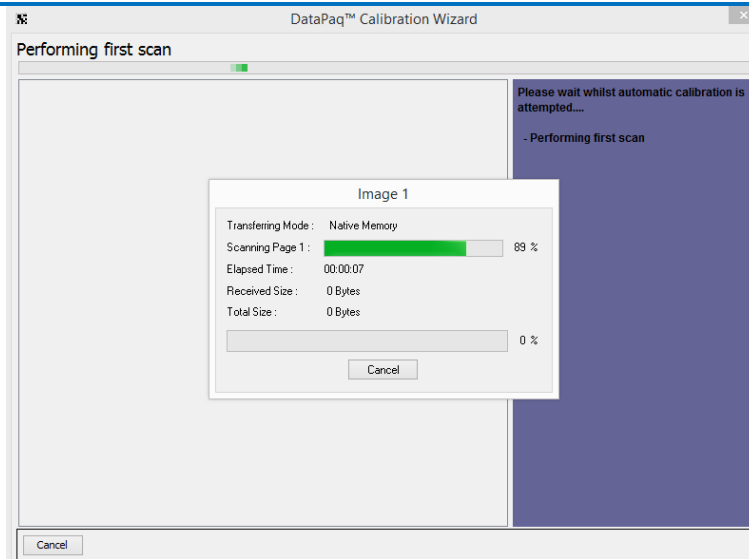 DataPaq™ Calibration Wizard
Performing first scan
Please wait whilst automatic calibration is
attempted....
- Performing first scan
Image 1
Transferring Mode : Native Memory
Scanning Page 1 : 89 %
Elapsed Time : 00:00:07
Received Size : 0 Bytes
Total Size : 0 Bytes
0 %
Cancel
Cancel